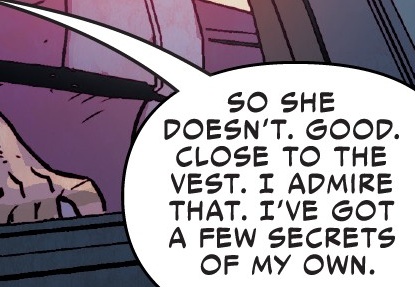 SO SHE
DOESN'T. GOOD.
CLOSE TO THE
VEST. I ADMIRE
THAT. I'VE GOT
A FEW SECRETS
OF MY OWN.